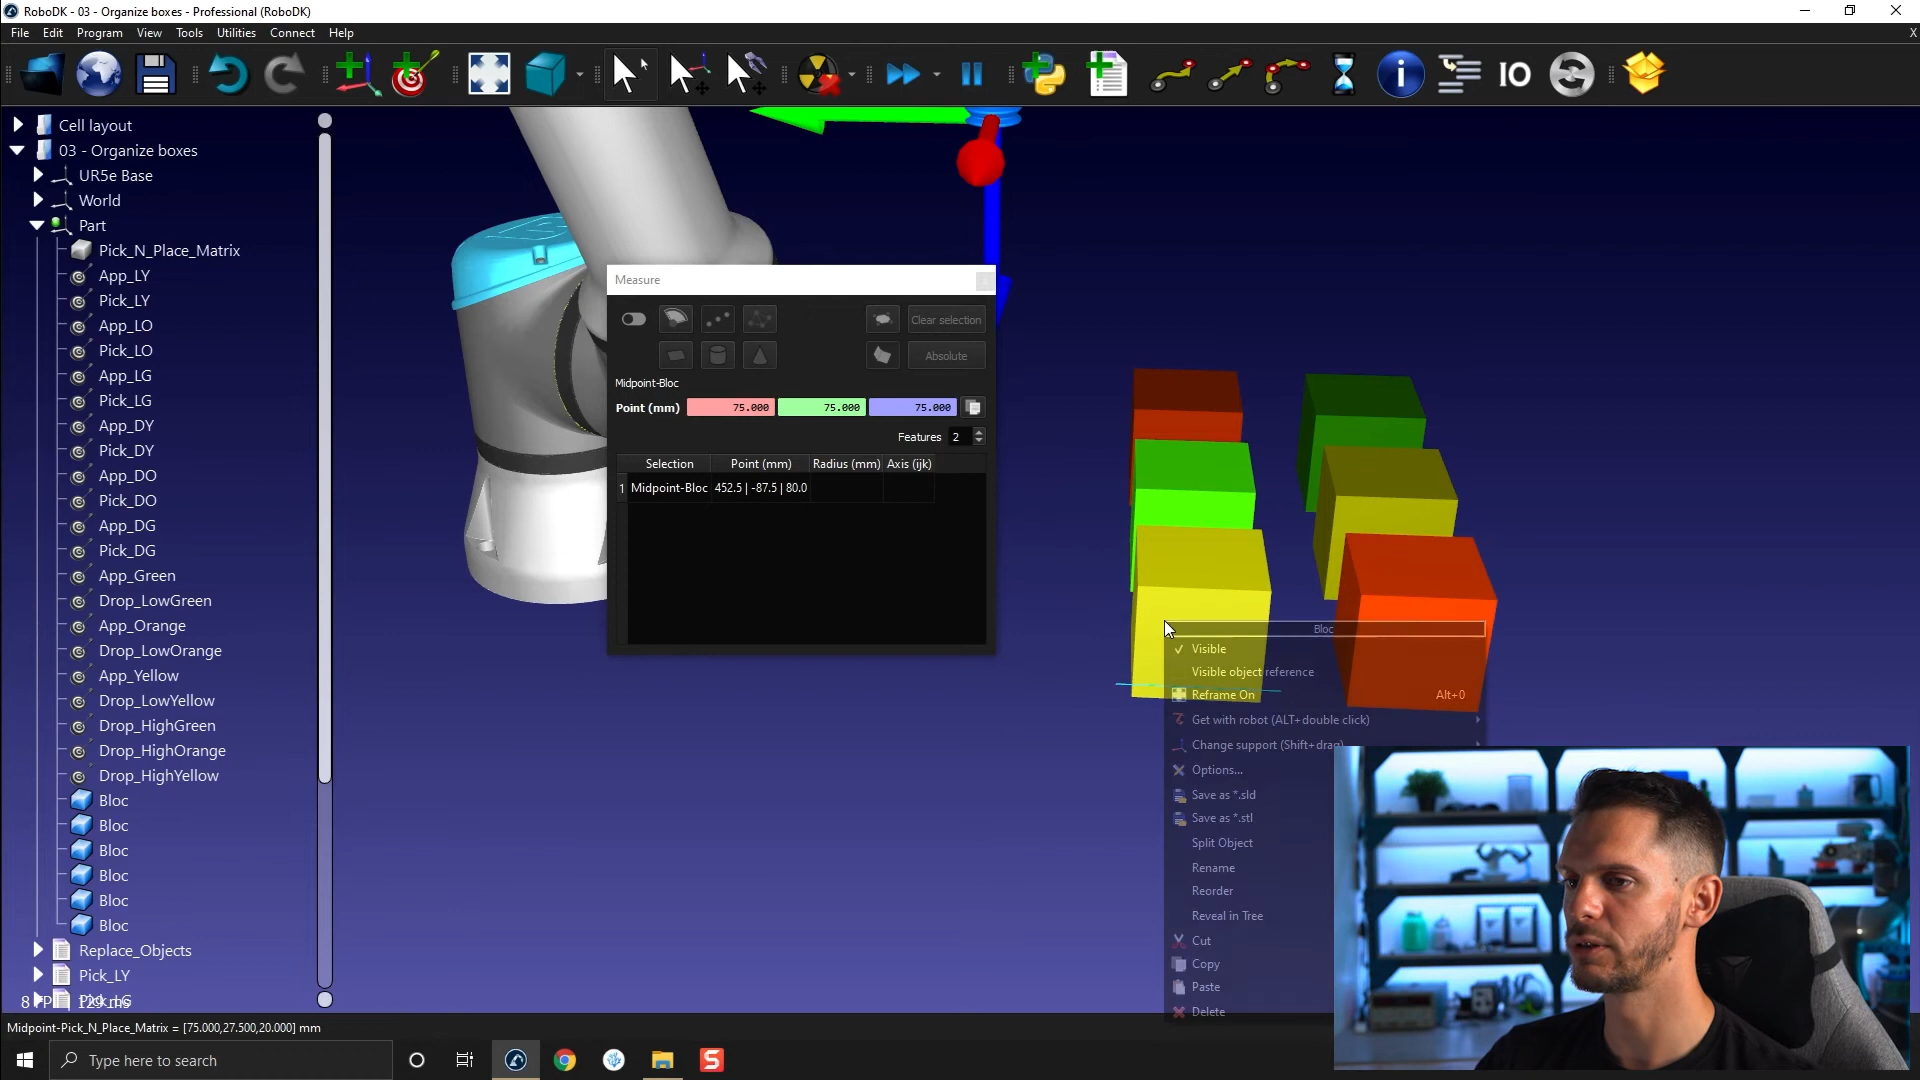 RoboDK - 03 - Organize boxes - Professional (RoboDK)
File Edit Program View Tools Utilities Connect Help
X
IO
Cell layout
03 - Organize boxes
UR5e Base
World
Part
Pick_N_Place_Matrix
App_LY
Pick_LY
App_LO
Pick_LO
App_LG
Pick_LG
App_DY
Pick_DY
App_DO
Pick_DO
App_DG
Pick_DG
App_Green
Drop_LowGreen
App_Orange
Drop_LowOrange
App_Yellow
Drop_LowYellow
Drop_HighGreen
Drop_HighOrange
Drop_HighYellow
Bloc
Bloc
Bloc
Bloc
Bloc
Bloc
Replace_Objects
Pick_LY
Measure
Clear selection
Absolute
Midpoint-Bloc
Point (mm) 75.000 75.000 75.000
Features 2
Selection Point (mm) Radius (mm) Axis (ijk)
1 Midpoint-Bloc 452.5 | -87.5 | 80.0
Bloc
Visible
Visible object reference
Reframe On Alt+0
Get with robot (ALT+double click)
Change support (Shift+drag)
Options...
Save as *.sld
Save as *.stl
Split Object
Rename
Reorder
Reveal in Tree
Cut
Copy
Paste
Delete
Midpoint-Pick_N_Place_Matrix = [75.000,27.500,20.000] mm
Type here to search
S